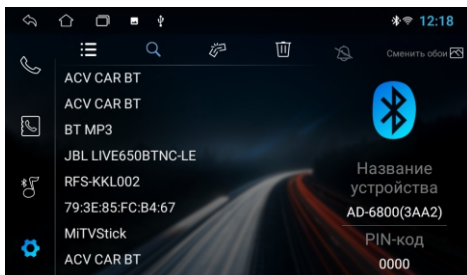 12:18
Сменить обои
ACV CAR BT
ACV CAR BT
BT MP3
JBL LIVE650BTNC-LE
RFS-KKL002
79:3E:85:FC:B4:67
MiTVStick
ACV CAR BT
Название
устройства
AD-6800(3AA2)
PIN-код
0000